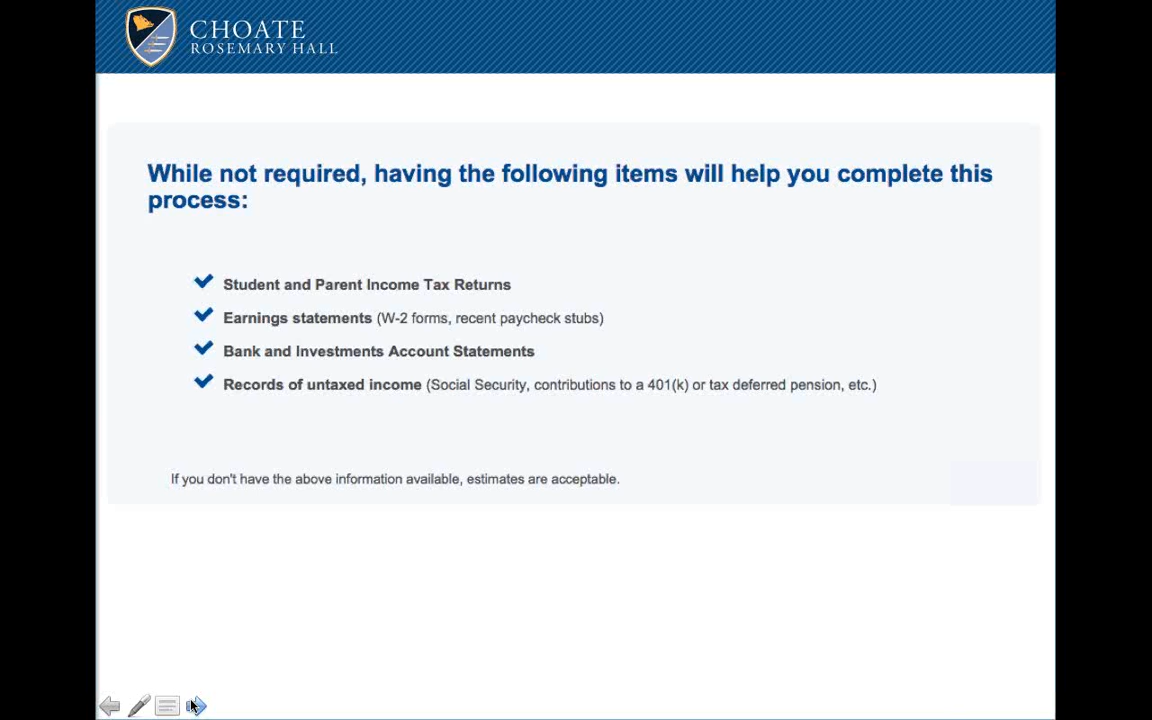 CHOATE
ROSEMARY HALL
While not required, having the following items will help you complete this
process:
Student and Parent Income Tax Returns
Earnings statements (W-2 forms, recent paycheck stubs)
Bank and Investments Account Statements
Records of untaxed income (Social Security, contributions to a 401(k) or tax deferred pension, etc.)
If you don't have the above information available, estimates are acceptable.